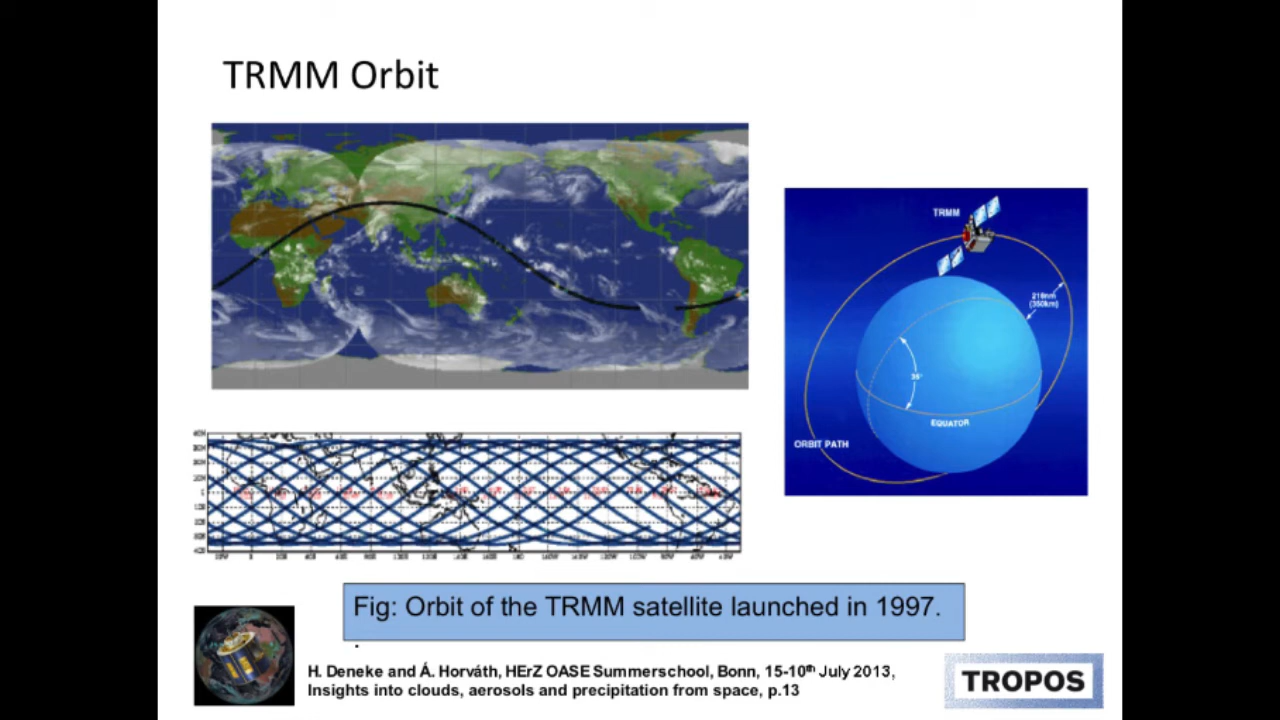 TRMM Orbit
TRMM
218nm
(350km)
35°
EQUATOR
ORBIT PATH
Fig: Orbit of the TRMM satellite launched in 1997.
.
H. Deneke and Á. Horváth, HErZ OASE Summerschool, Bonn, 15-10th July 2013,
Insights into clouds, aerosols and precipitation from space, p.13
TROPOS